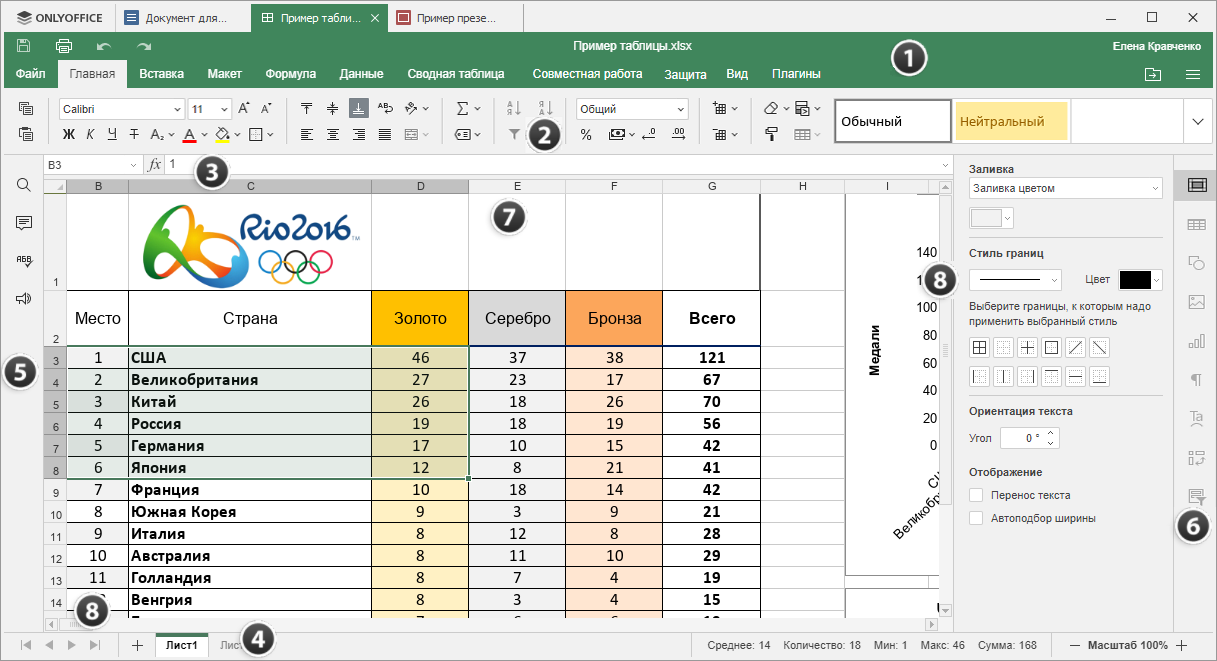 ONLYOFFICE Документ для... Пример табли... Пример презе...
Пример таблицы.xlsx Елена Кравченко
1
Файл Главная Вставка Макет Формула Данные Сводная таблица Совместная работа Защита Вид Плагины
Calibri 11 Общий
Обычный Нейтральный
2
B3 fx 1
3
B C D E F G H I
7
Rio2016
1
Место Страна Золото Серебро Бронза Всего
2
3 1 США 46 37 38 121
4 2 Великобритания 27 23 17 67
5 3 Китай 26 18 26 70
6 4 Россия 19 18 19 56
7 5 Германия 17 10 15 42
8 6 Япония 12 8 21 41
9 7 Франция 10 18 14 42
10 8 Южная Корея 9 3 9 21
11 9 Италия 8 12 8 28
12 10 Австралия 8 11 10 29
13 11 Голландия 8 7 4 19
14 Венгрия 8 3 4 15
5
8
Медали
140
100
80
60
40
20
0
Заливка
Заливка цветом
Стиль границ
8
Цвет
Выберите границы, к которым надо
применить выбранный стиль
Ориентация текста
Угол 0 °
Отображение
Перенос текста
Автоподбор ширины
6
Лист1
4
Среднее: 14 Количество: 18 Мин: 1 Макс: 46 Сумма: 168 Масштаб 100%